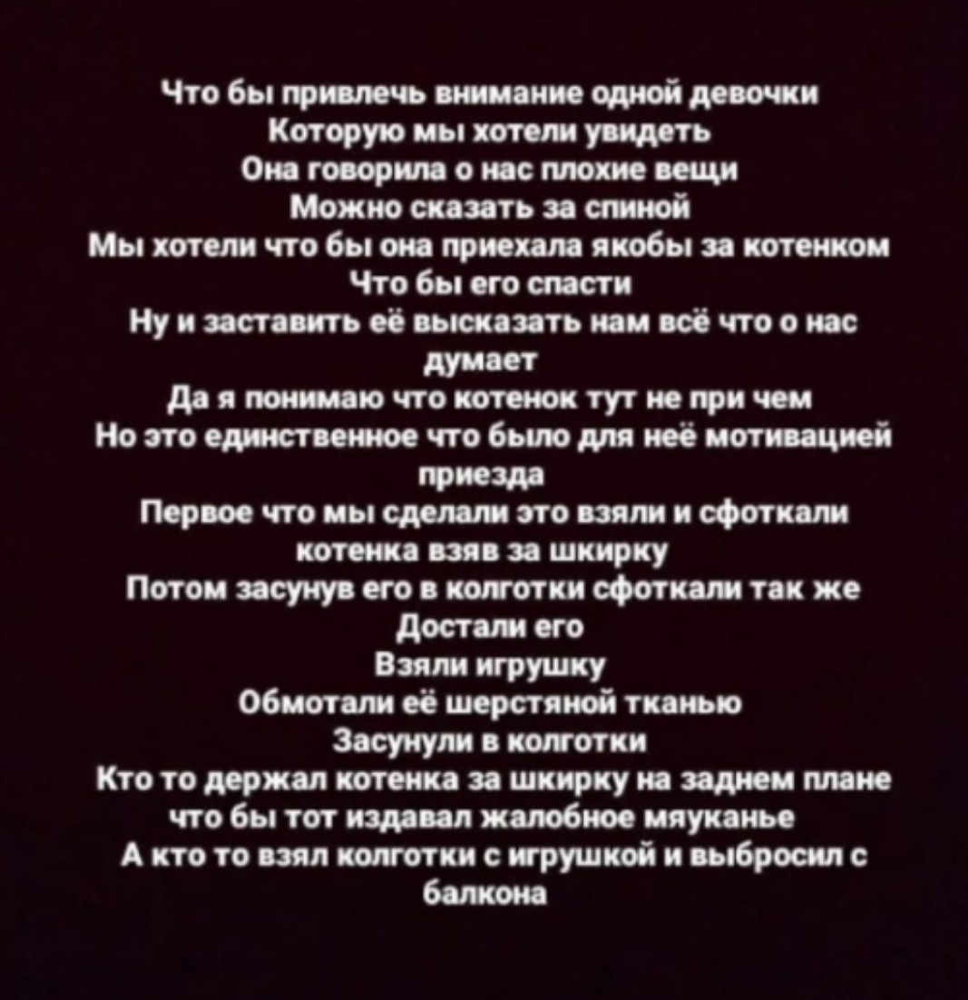 Что бы привлечь внимание одной девочки
Которую мы хотели увидеть
Она говорила о нас плохие вещи
Можно сказать за спиной
Мы хотели что бы она приехала якобы за котенком
Что бы его спасти
Ну и заставить её высказать нам всё что о нас
думает
Да я понимаю что котенок тут не при чем
Но это единственное что было для неё мотивацией
приезда
Первое что мы сделали это взяли и сфоткали
котенка взяв за шкирку
Потом засунув его в колготки сфоткали так же
Достали его
Взяли игрушку
Обмотали её шерстяной тканью
Засунули в колготки
Кто то держал котенка за шкирку на заднем плане
что бы тот издавал жалобное мяуканье
А кто то взял колготки с игрушкой и выбросил с
балкона